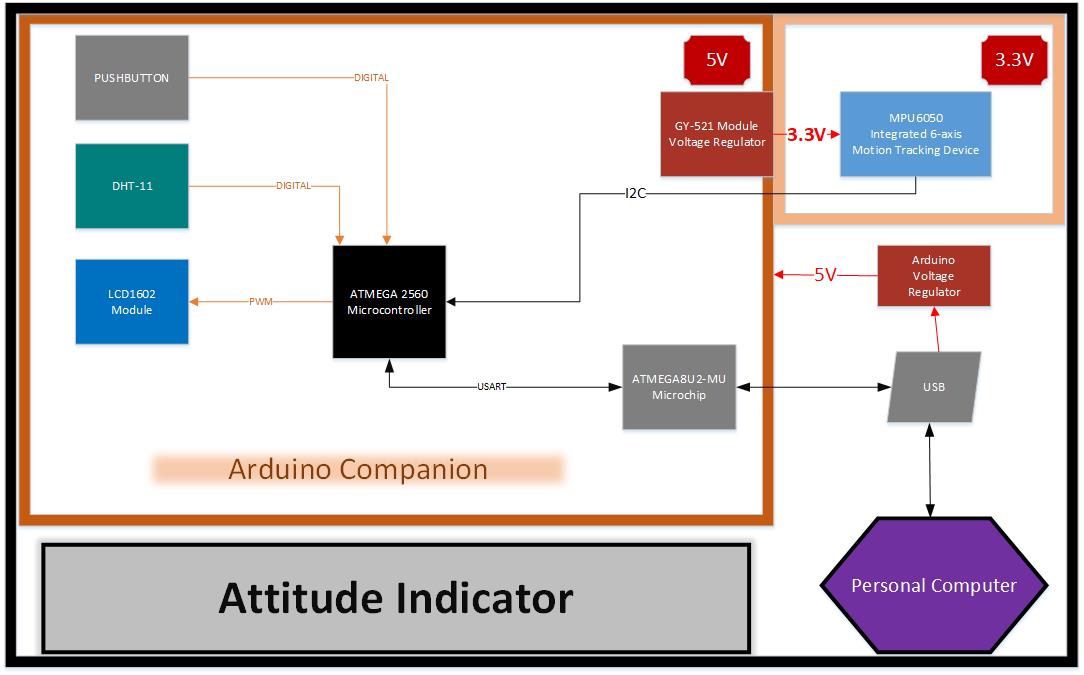 PUSHBUTTON
DIGITAL
5V
3.3V
GY-521 Module
Voltage Regulator
3.3V
MPU6050
Integrated 6-axis
Motion Tracking Device
DHT-11
DIGITAL
I2C
LCD1602
Module
PWM
ATMEGA 2560
Microcontroller
5V
Arduino
Voltage
Regulator
USART
ATMEGA8U2-MU
Microchip
USB
Arduino Companion
Attitude Indicator
Personal Computer